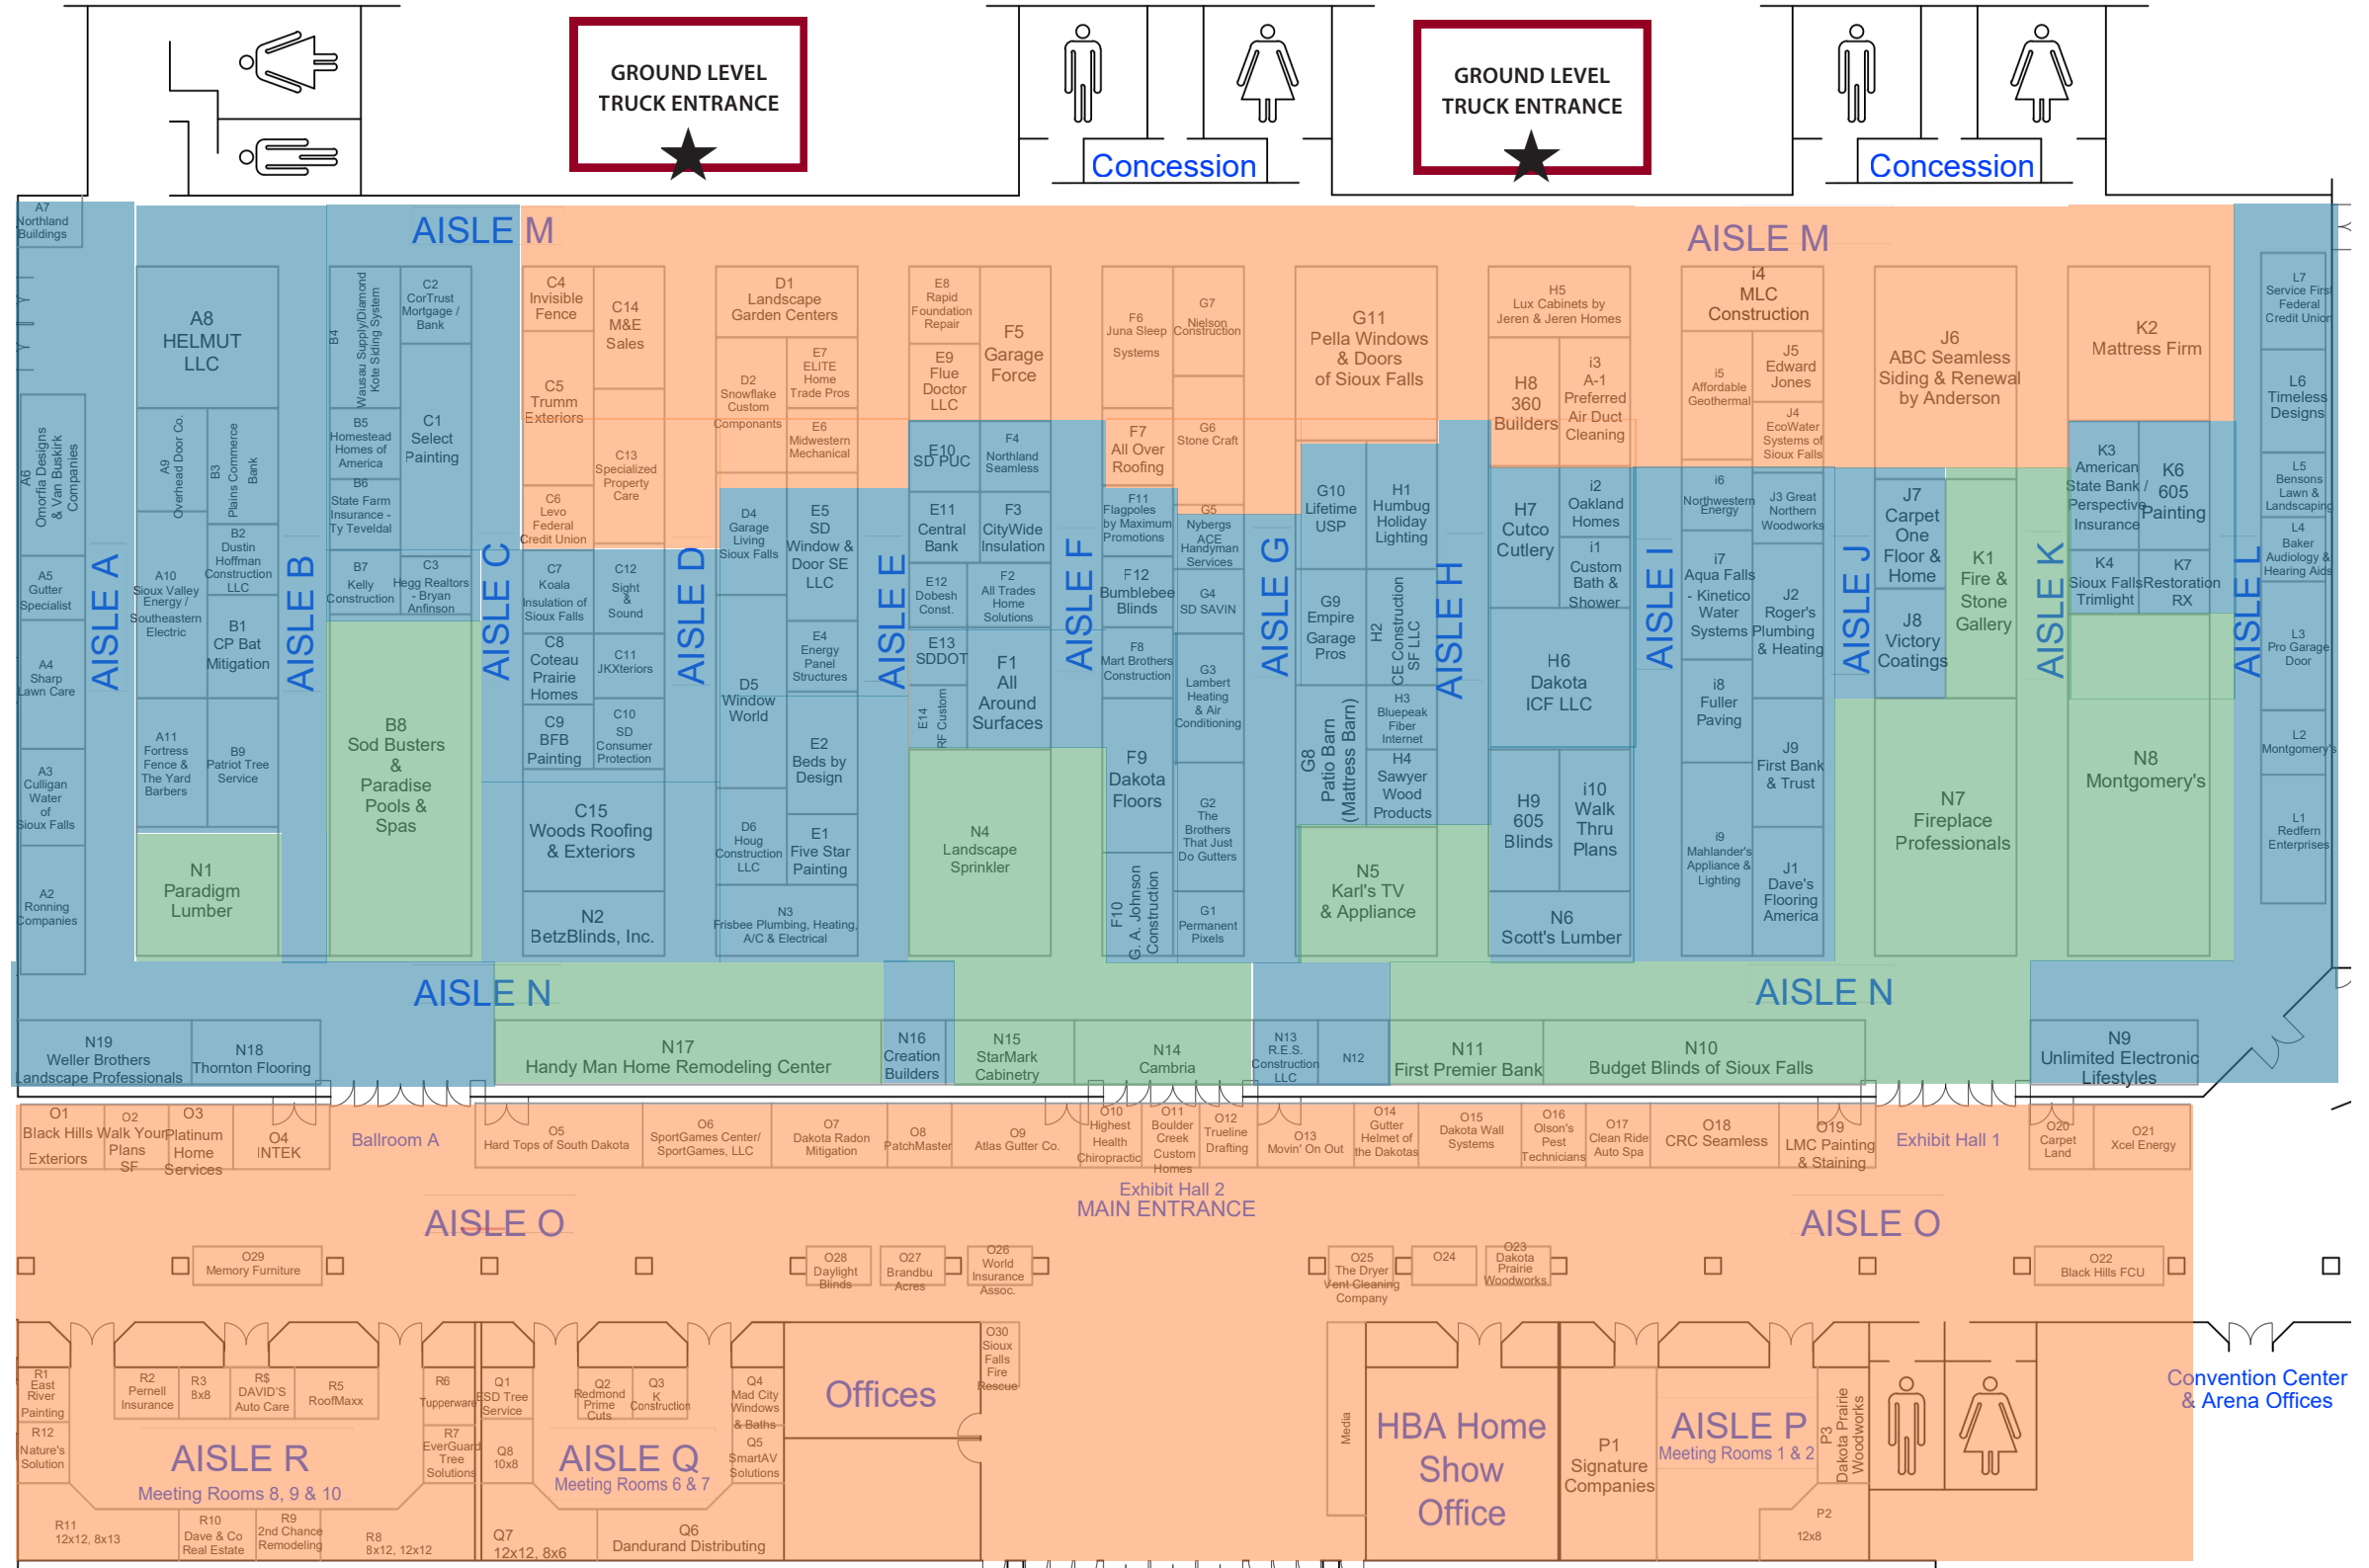 GROUND LEVEL
TRUCK ENTRANCE
GROUND LEVEL
TRUCK ENTRANCE
Concession
Concession
AISLE M
AISLE M
A7
Northland
Buildings
A6
Omorfia Designs
& Van Buskirk
Companies
A5
Gutter
Specialist
A4
Sharp
Lawn Care
A3
Culligan
Water
of
Sioux Falls
A2
Ronning
Companies
AISLE A
A8
HELMUT
LLC
A9
Overhead Door Co.
B3
Plains Commerce
Bank
B2
Dustin
Hoffman
Construction
LLC
A10
Sioux Valley
Energy /
Southeastern
Electric
B1
CP Bat
Mitigation
A11
Fortress
Fence &
The Yard
Barbers
B9
Patriot Tree
Service
N1
Paradigm
Lumber
AISLE B
B4
Wausau Supply/Diamond
Kote Siding System
C2
CorTrust
Mortgage /
Bank
C1
Select
Painting
B5
Homestead
Homes of
America
B6
State Farm
Insurance -
Ty Teveldal
B7
Kelly
Construction
C3
Hegg Realtors
- Bryan
Anfinson
B8
Sod Busters
&
Paradise
Pools &
Spas
AISLE C
C4
Invisible
Fence
C14
M&E
Sales
C5
Trumm
Exteriors
C13
Specialized
Property
Care
C6
Levo
Federal
Credit Union
C7
Koala
Insulation of
Sioux Falls
C12
Sight
&
Sound
C8
Coteau
Prairie
Homes
C11
JKXteriors
C9
BFB
Painting
C10
SD
Consumer
Protection
C15
Woods Roofing
& Exteriors
N2
BetzBlinds, Inc.
AISLE D
D1
Landscape
Garden Centers
D2
Snowflake
Custom
Componants
E7
ELITE
Home
Trade Pros
E6
Midwestern
Mechanical
D4
Garage
Living
Sioux Falls
E5
SD
Window &
Door SE
LLC
E4
Energy
Panel
Structures
D5
Window
World
E2
Beds by
Design
D6
Houg
Construction
LLC
E1
Five Star
Painting
N3
Frisbee Plumbing, Heating,
A/C & Electrical
AISLE E
E8
Rapid
Foundation
Repair
F5
Garage
Force
E9
Flue
Doctor
LLC
E10
SD PUC
F4
Northland
Seamless
E11
Central
Bank
F3
CityWide
Insulation
E12
Dobesh
Const.
F2
All Trades
Home
Solutions
E13
SDDOT
F1
All
Around
Surfaces
E14
RF Custom
N4
Landscape
Sprinkler
AISLE F
F6
Juna Sleep
Systems
G7
Nielson
Construction
F7
All Over
Roofing
G6
Stone Craft
F11
Flagpoles
by Maximum
Promotions
G5
Nybergs
ACE
Handyman
Services
F12
Bumblebee
Blinds
G4
SD SAVIN
F8
Mart Brothers
Construction
G3
Lambert
Heating
& Air
Conditioning
F9
Dakota
Floors
G2
The
Brothers
That Just
Do Gutters
F10
G. A. Johnson
Construction
G1
Permanent
Pixels
AISLE G
G11
Pella Windows
& Doors
of Sioux Falls
G10
Lifetime
USP
H1
Humbug
Holiday
Lighting
G9
Empire
Garage
Pros
H2
CE Construction
SF LLC
G8
Patio Barn
(Mattress Barn)
H3
Bluepeak
Fiber
Internet
H4
Sawyer
Wood
Products
N5
Karl's TV
& Appliance
AISLE H
H5
Lux Cabinets by
Jeren & Jeren Homes
H8
360
Builders
i3
A-1
Preferred
Air Duct
Cleaning
H7
Cutco
Cutlery
i2
Oakland
Homes
i1
Custom
Bath &
Shower
H6
Dakota
ICF LLC
H9
605
Blinds
i10
Walk
Thru
Plans
N6
Scott's Lumber
AISLE I
i4
MLC
Construction
i5
Affordable
Geothermal
J5
Edward
Jones
J4
EcoWater
Systems of
Sioux Falls
i6
Northwestern
Energy
J3 Great
Northern
Woodworks
i7
Aqua Falls
- Kinetico
Water
Systems
J2
Roger's
Plumbing
& Heating
i8
Fuller
Paving
J9
First Bank
& Trust
i9
Mahlander's
Appliance &
Lighting
J1
Dave's
Flooring
America
AISLE J
J6
ABC Seamless
Siding & Renewal
by Anderson
J7
Carpet
One
Floor &
Home
K1
Fire &
Stone
Gallery
J8
Victory
Coatings
N7
Fireplace
Professionals
AISLE K
K2
Mattress Firm
K3
American
State Bank /
Perspective
Insurance
K6
605
Painting
K4
Sioux Falls
Trimlight
K7
Restoration
RX
N8
Montgomery's
AISLE L
L7
Service First
Federal
Credit Union
L6
Timeless
Designs
L5
Bensons
Lawn &
Landscaping
L4
Baker
Audiology &
Hearing Aids
L3
Pro Garage
Door
L2
Montgomery's
L1
Redfern
Enterprises
AISLE N
AISLE N
N19
Weller Brothers
Landscape Professionals
N18
Thornton Flooring
N17
Handy Man Home Remodeling Center
N16
Creation
Builders
N15
StarMark
Cabinetry
N14
Cambria
N13
R.E.S.
Construction
LLC
N12
N11
First Premier Bank
N10
Budget Blinds of Sioux Falls
N9
Unlimited Electronic
Lifestyles
O1
Black Hills
Exteriors
O2
Walk Your
Plans
SF
O3
Platinum
Home
Services
O4
INTEK
Ballroom A
O5
Hard Tops of South Dakota
O6
SportGames Center/
SportGames, LLC
O7
Dakota Radon
Mitigation
O8
PatchMaster
O9
Atlas Gutter Co.
O10
Highest
Health
Chiropractic
O11
Boulder
Creek
Custom
Homes
O12
Trueline
Drafting
O13
Movin' On Out
O14
Gutter
Helmet of
the Dakotas
O15
Dakota Wall
Systems
O16
Olson's
Pest
Technicians
O17
Clean Ride
Auto Spa
O18
CRC Seamless
O19
LMC Painting
& Staining
Exhibit Hall 1
O20
Carpet
Land
O21
Xcel Energy
Exhibit Hall 2
MAIN ENTRANCE
AISLE O
AISLE O
O29
Memory Furniture
O28
Daylight
Blinds
O27
Brandbu
Acres
O26
World
Insurance
Assoc.
O25
The Dryer
Vent Cleaning
Company
O24
O23
Dakota
Prairie
Woodworks
O22
Black Hills FCU
R1
East
River
Painting
R2
Pernell
Insurance
R3
8x8
R$
DAVID'S
Auto Care
R5
RoofMaxx
R6
Tupperware
R12
Nature's
Solution
R7
EverGuard
Tree
Solutions
AISLE R
Meeting Rooms 8, 9 & 10
R11
12x12, 8x13
R10
Dave & Co
Real Estate
R9
2nd Chance
Remodeling
R8
8x12, 12x12
Q1
ESD Tree
Service
Q2
Redmond
Prime
Cuts
Q3
K
Construction
Q4
Mad City
Windows
& Baths
Q8
10x8
Q5
SmartAV
Solutions
AISLE Q
Meeting Rooms 6 & 7
Q7
12x12, 8x6
Q6
Dandurand Distributing
Offices
O30
Sioux
Falls
Fire
Rescue
Media
HBA Home
Show
Office
P1
Signature
Companies
AISLE P
Meeting Rooms 1 & 2
P3
Dakota Prairie
Woodworks
P2
12x8
Convention Center
& Arena Offices